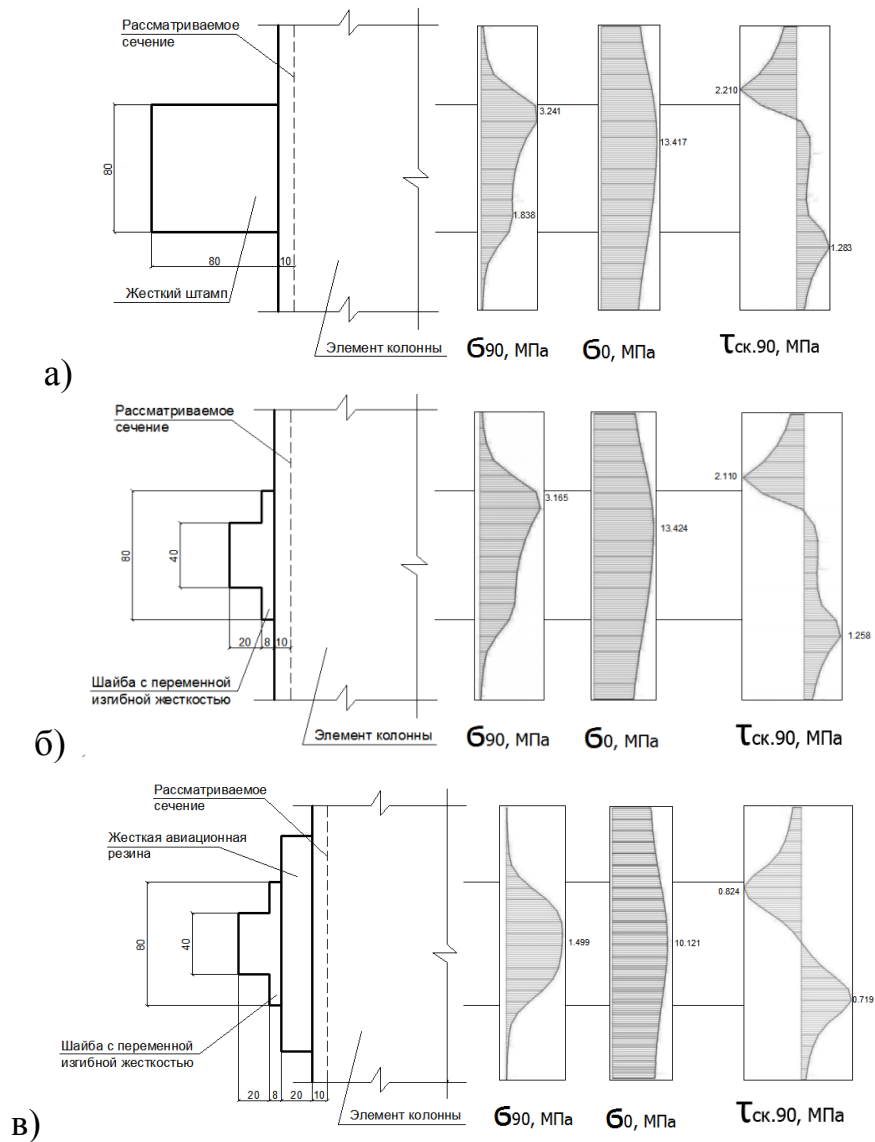 Рассматриваемое
сечение
80
80
10
Жесткий штамп
Элемент колонны
3.241
1.838
13.417
2.210
1.283
б90, МПа
б0, МПа
τск.90, МПа
а)
Рассматриваемое
сечение
80
40
20
8
10
Шайба с переменной
изгибной жесткостью
Элемент колонны
3.165
13.424
2.110
1.258
б90, МПа
б0, МПа
τск.90, МПа
б)
Рассматриваемое
сечение
Жесткая авиационная
резина
80
40
Шайба с переменной
изгибной жесткостью
20
8
20
10
Элемент колонны
1.499
10.121
0.824
0.719
б90, МПа
б0, МПа
τск.90, МПа
в)